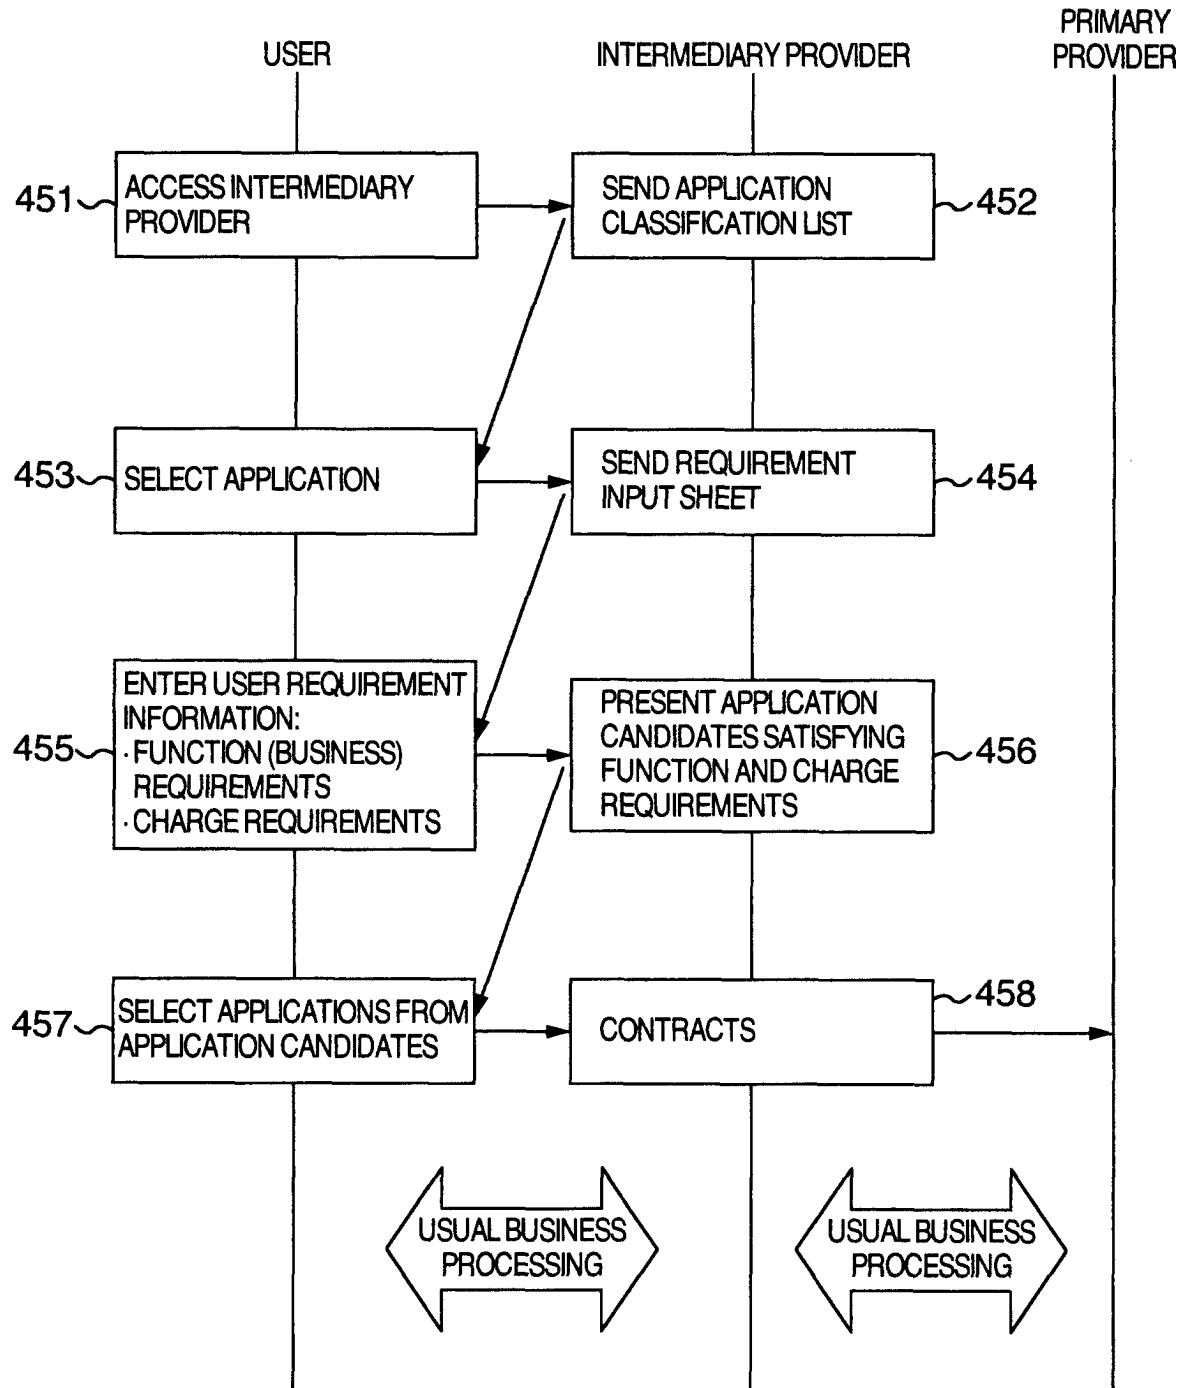 USER
INTERMEDIARY PROVIDER
PRIMARY
PROVIDER
451
ACCESS INTERMEDIARY
PROVIDER
SEND APPLICATION
CLASSIFICATION LIST
452
453
SELECT APPLICATION
SEND REQUIREMENT
INPUT SHEET
454
455
ENTER USER REQUIREMENT
INFORMATION:
· FUNCTION (BUSINESS)
REQUIREMENTS
· CHARGE REQUIREMENTS
PRESENT APPLICATION
CANDIDATES SATISFYING
FUNCTION AND CHARGE
REQUIREMENTS
456
457
SELECT APPLICATIONS FROM
APPLICATION CANDIDATES
CONTRACTS
458
USUAL BUSINESS
PROCESSING
USUAL BUSINESS
PROCESSING